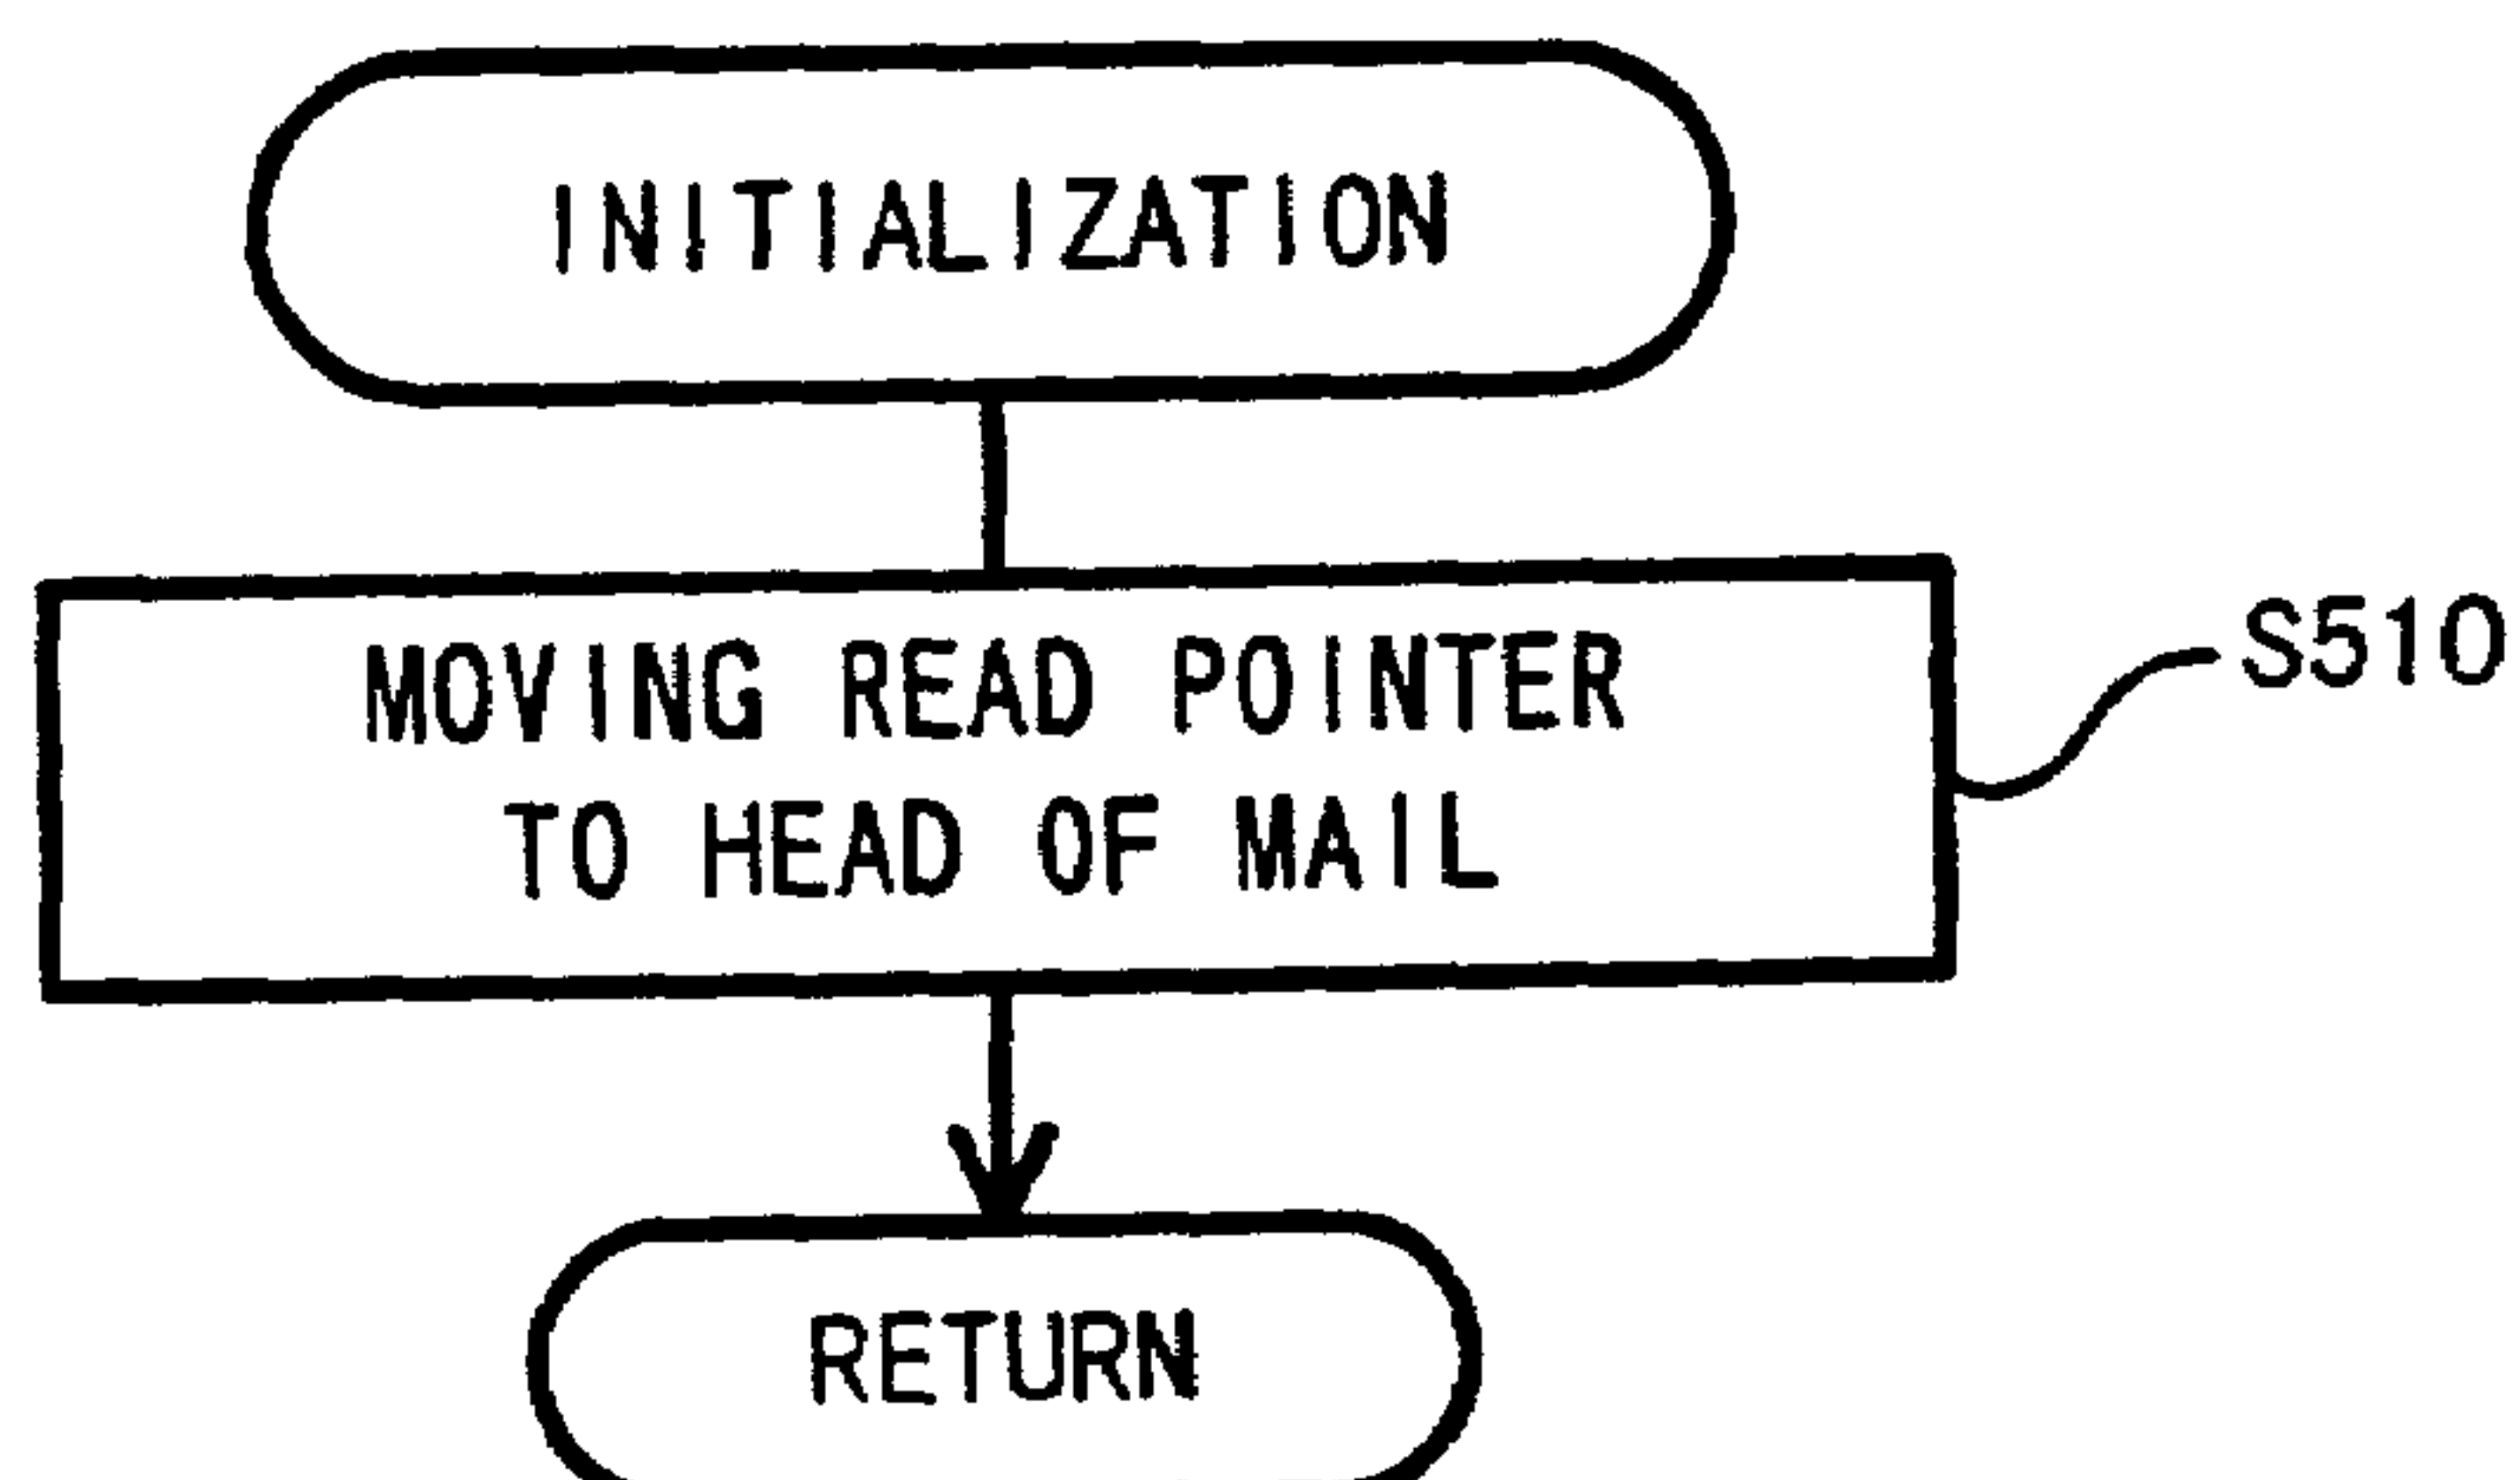 INITIALIZATION
MOVING READ POINTER
TO HEAD OF MAIL
S510
RETURN